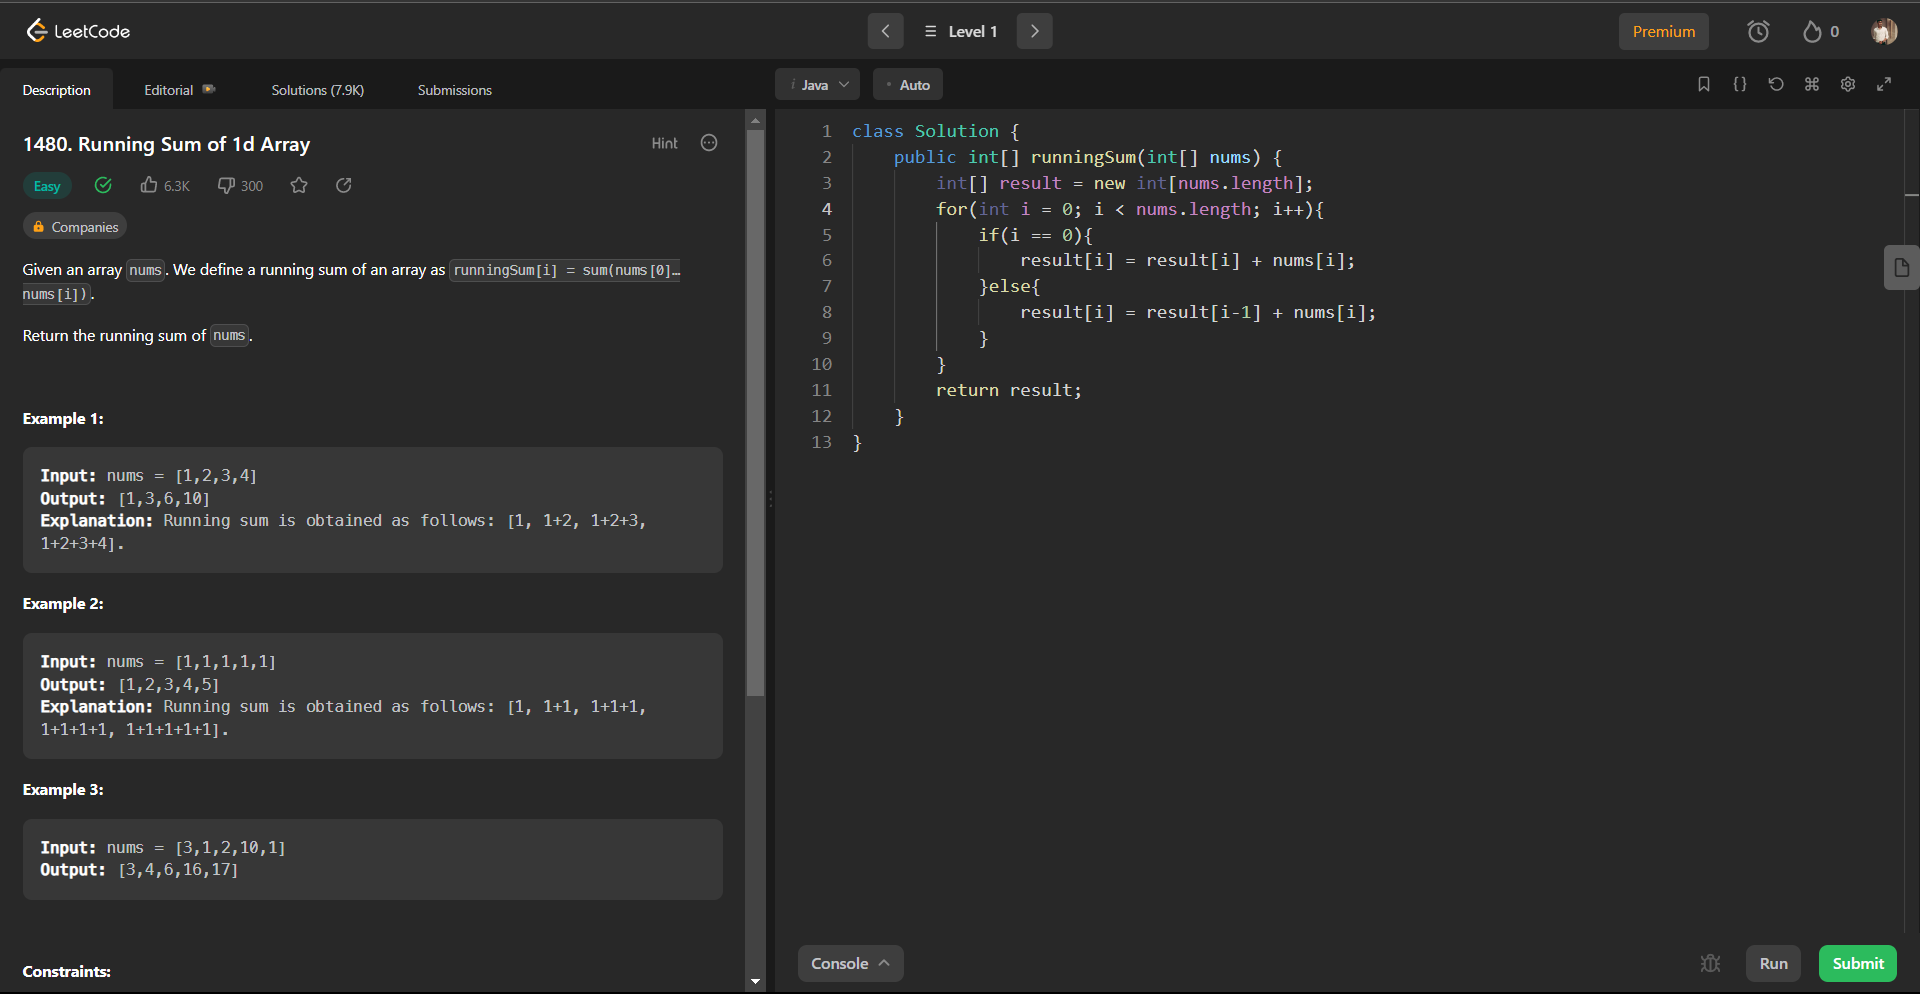 LeetCode
Level 1
Premium
0
Description
Editorial
Solutions (7.9K)
Submissions
i Java
Auto
1480. Running Sum of 1d Array
Hint
Easy
6.3K
300
Companies
Given an array nums. We define a running sum of an array as runningSum[i] = sum(nums[0]…
nums[i]).
Return the running sum of nums.
Example 1:
Input: nums = [1,2,3,4]
Output: [1,3,6,10]
Explanation: Running sum is obtained as follows: [1, 1+2, 1+2+3,
1+2+3+4].
Example 2:
Input: nums = [1,1,1,1,1]
Output: [1,2,3,4,5]
Explanation: Running sum is obtained as follows: [1, 1+1, 1+1+1,
1+1+1+1, 1+1+1+1+1].
Example 3:
Input: nums = [3,1,2,10,1]
Output: [3,4,6,16,17]
Constraints:
1 class Solution {
2     public int[] runningSum(int[] nums) {
3         int[] result = new int[nums.length];
4         for(int i = 0; i < nums.length; i++){
5             if(i == 0){
6                 result[i] = result[i] + nums[i];
7             }else{
8                 result[i] = result[i-1] + nums[i];
9             }
10         }
11         return result;
12     }
13 }
Console
Run
Submit